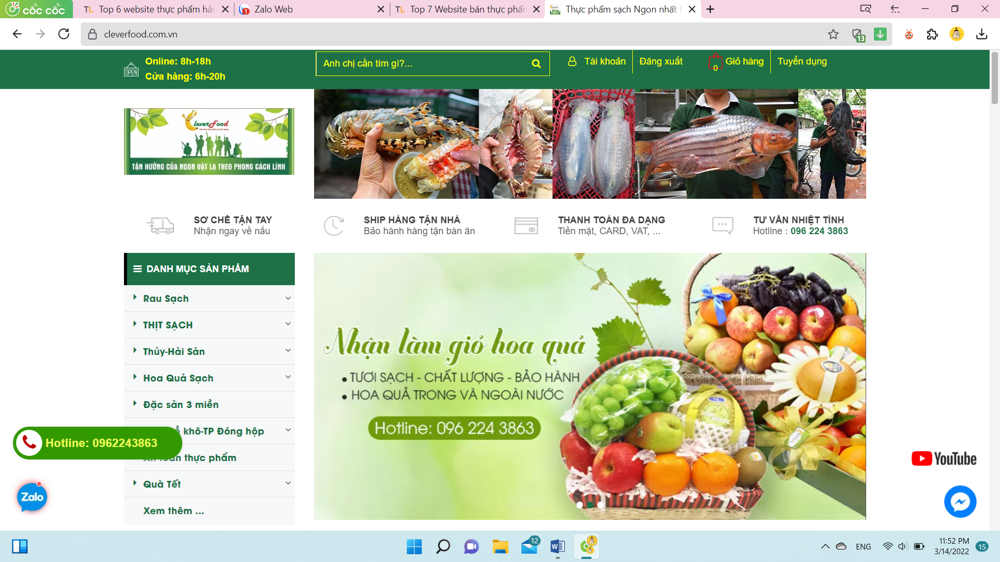 cốc cốc
TL Top 6 website thực phẩm hàn
Zalo Web
TL Top 7 Website bán thực phẩm
Thực phẩm sạch Ngon nhất t
cleverfood.com.vn
13
Online: 8h-18h
Cửa hàng: 6h-20h
OPEN
Anh chị cần tìm gì?...
Tài khoản
Đăng xuất
0
Giỏ hàng
Tuyển dụng
CleverFood
TẬN HƯỞNG CỦA NGON VẬT LẠ THEO PHONG CÁCH LÍNH
SƠ CHẾ TẬN TAY
Nhận ngay về nấu
SHIP HÀNG TẬN NHÀ
Bảo hành hàng tận bàn ăn
THANH TOÁN ĐA DẠNG
Tiền mặt, CARD, VAT, ...
TƯ VẤN NHIỆT TÌNH
Hotline : 096 224 3863
DANH MỤC SẢN PHẨM
Rau Sạch
THỊT SẠCH
Thủy-Hải Sản
Hoa Quả Sạch
Đặc sản 3 miền
khô-TP Đóng hộp
thực phẩm
Quà Tết
Xem thêm ...
Nhận làm giỏ hoa quả
• TƯƠI SẠCH - CHẤT LƯỢNG - BẢO HÀNH
• HOA QUẢ TRONG VÀ NGOÀI NƯỚC
Hotline: 096 224 3863
Hotline: 0962243863
Zalo
YouTube
12
ENG
11:52 PM
3/14/2022
15